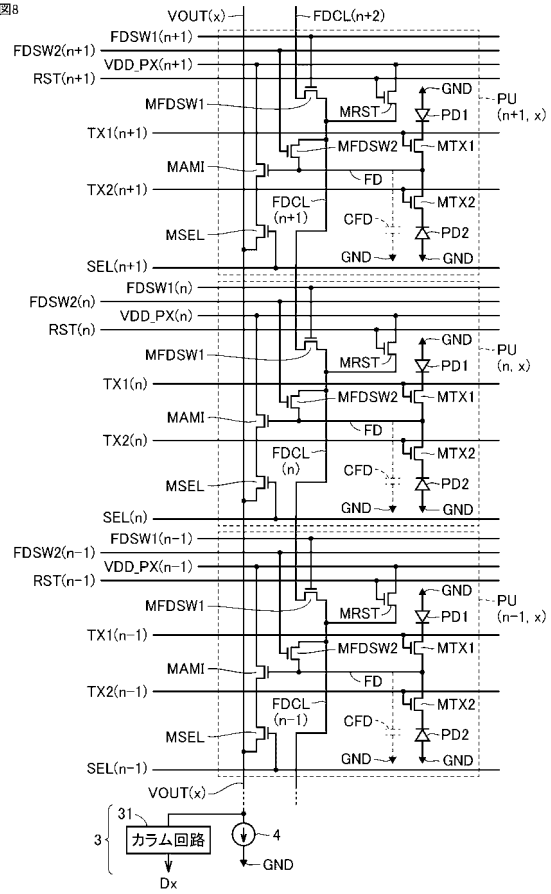 図8
VOUT(x)
FDCL(n+2)
FDSW1(n+1)
FDSW2(n+1)
VDD_PX(n+1)
RST(n+1)
GND
PU
(n+1, x)
MFDSW1
MRST
PD1
TX1(n+1)
MFDSW2
MTX1
MAMI
FD
TX2(n+1)
FDCL
(n+1)
MTX2
CFD
MSEL
PD2
GND
GND
SEL(n+1)
FDSW1(n)
FDSW2(n)
VDD_PX(n)
RST(n)
GND
PU
(n, x)
MFDSW1
MRST
PD1
TX1(n)
MFDSW2
MTX1
MAMI
FD
TX2(n)
FDCL
(n)
MTX2
CFD
MSEL
PD2
GND
GND
SEL(n)
FDSW1(n-1)
FDSW2(n-1)
VDD_PX(n-1)
RST(n-1)
GND
PU
(n-1, x)
MFDSW1
MRST
PD1
TX1(n-1)
MFDSW2
MTX1
MAMI
FD
TX2(n-1)
FDCL
(n-1)
MTX2
CFD
MSEL
PD2
GND
GND
SEL(n-1)
VOUT(x)
31
3
カラム回路
4
GND
Dx